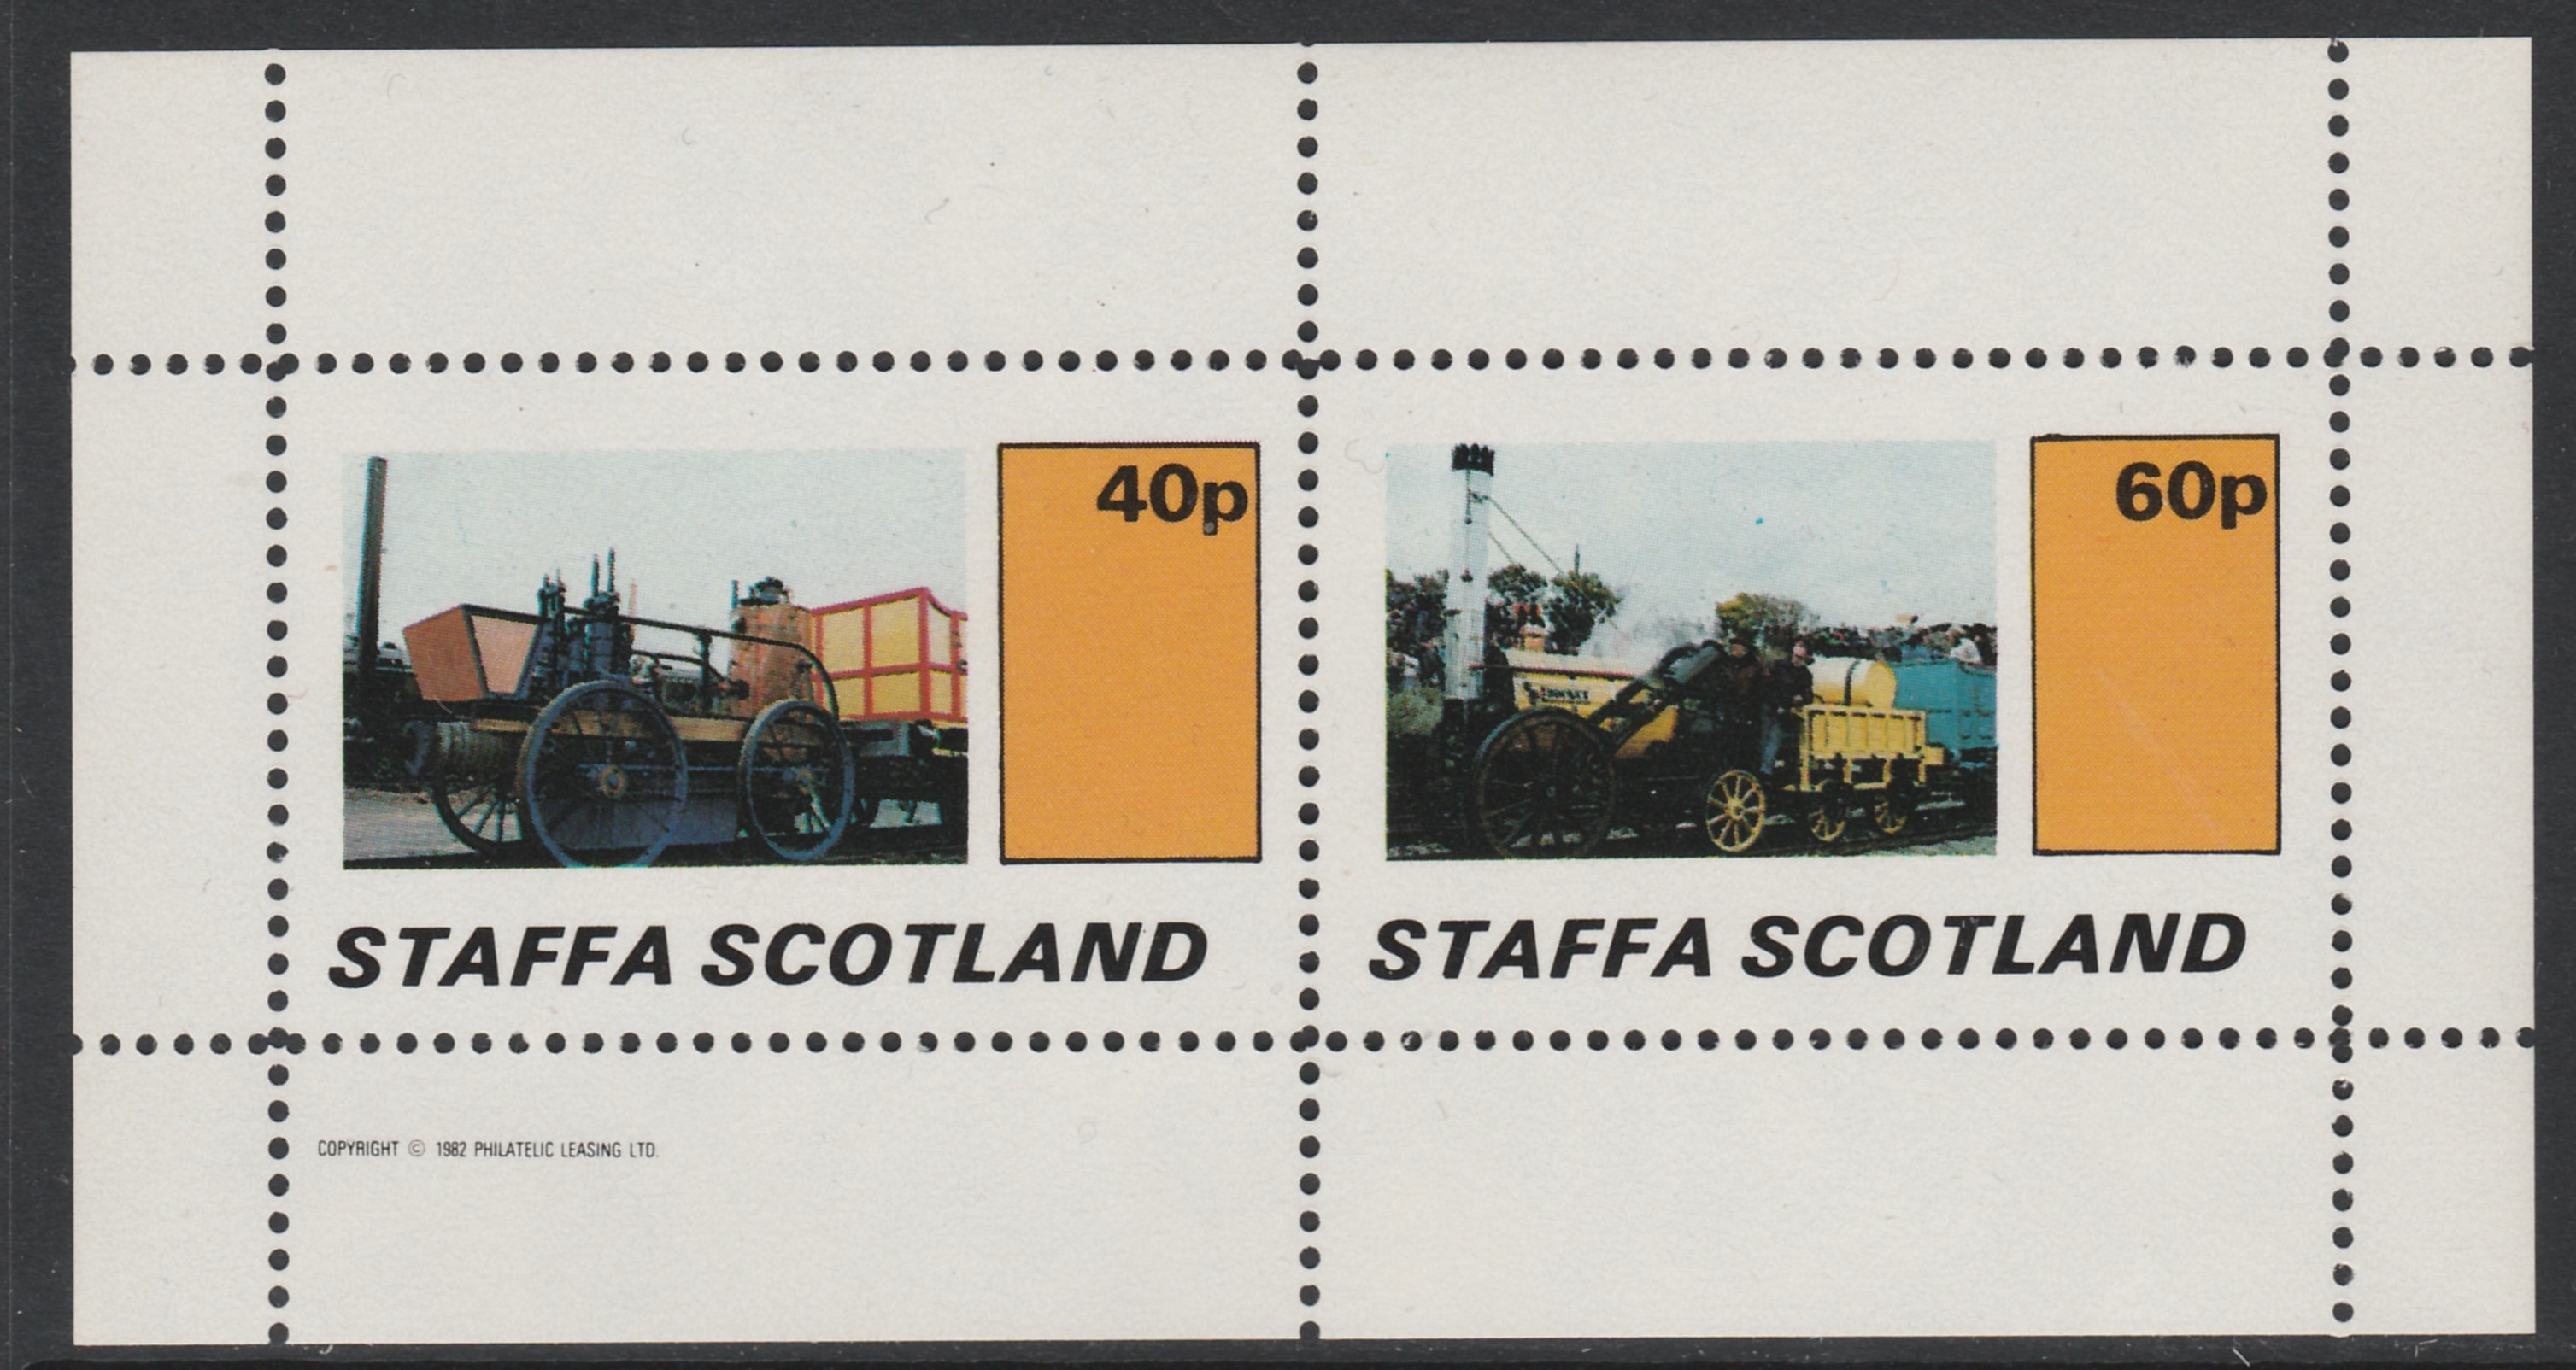 40p
STAFFA SCOTLAND
60p
STAFFA SCOTLAND
COPYRIGHT © 1982 PHILATELIC LEASING LTD.